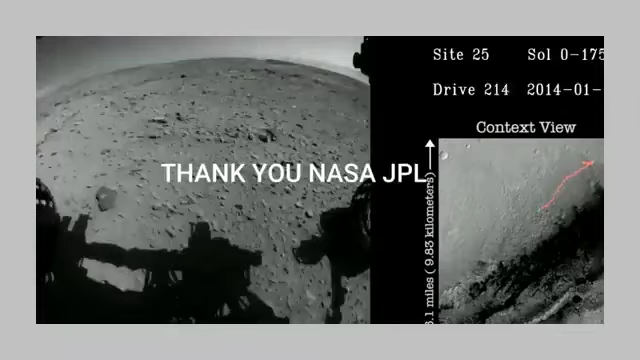 Site 25 Sol 0-175
Drive 214 2014-01-
Context View
THANK YOU NASA JPL
.1 miles ( 9.83 kilometers)